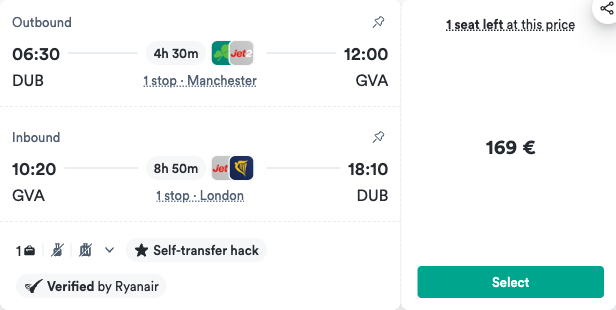 Outbound
1 seat left at this price
06:30
4h 30m
Jet2
12:00
DUB
1 stop · Manchester
GVA
Inbound
169 €
10:20
8h 50m
Jet
18:10
GVA
1 stop · London
DUB
1
Self-transfer hack
Verified by Ryanair
Select